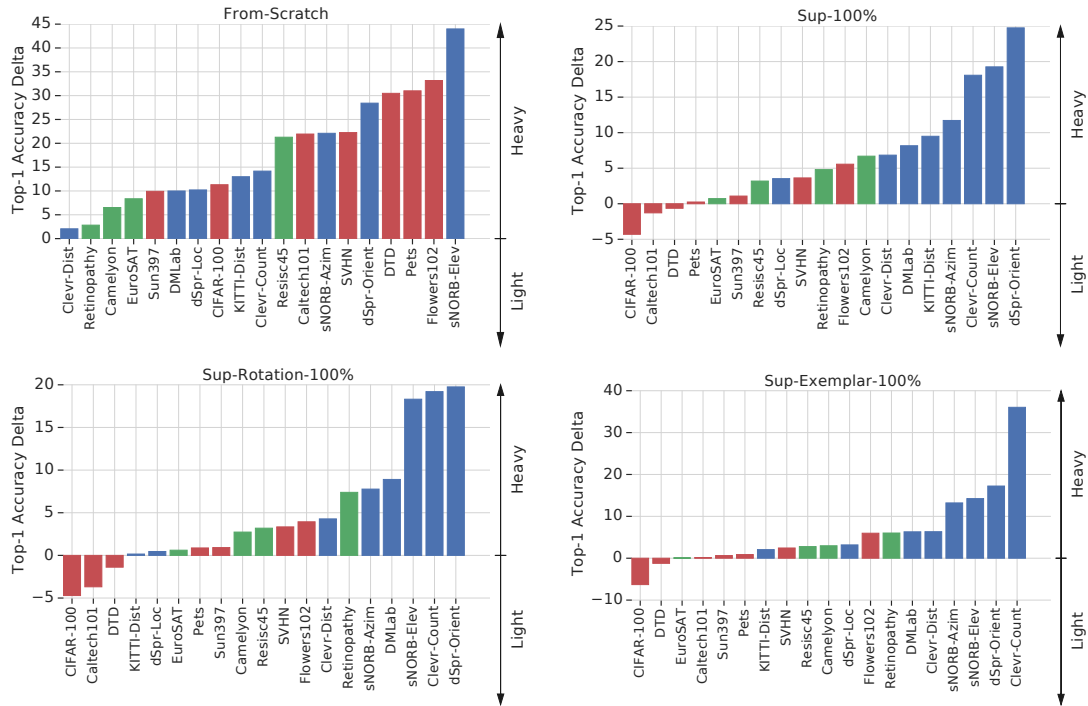 From-Scratch
Top-1 Accuracy Delta
45
40
35
30
25
20
15
10
5
0
Clevr-Dist
Retinopathy
Camelyon
EuroSAT
Sun397
DMLab
dSpr-Loc
CIFAR-100
KITTI-Dist
Clevr-Count
Resisc45
Caltech101
sNORB-Azim
SVHN
dSpr-Orient
DTD
Pets
Flowers102
sNORB-Elev
Heavy
Light
Sup-100%
Top-1 Accuracy Delta
25
20
15
10
5
0
−5
CIFAR-100
Caltech101
DTD
Pets
EuroSAT
Sun397
Resisc45
dSpr-Loc
SVHN
Retinopathy
Flowers102
Camelyon
Clevr-Dist
DMLab
KITTI-Dist
sNORB-Azim
Clevr-Count
sNORB-Elev
dSpr-Orient
Heavy
Light
Sup-Rotation-100%
Top-1 Accuracy Delta
20
15
10
5
0
−5
CIFAR-100
Caltech101
DTD
KITTI-Dist
dSpr-Loc
EuroSAT
Pets
Sun397
Camelyon
Resisc45
SVHN
Flowers102
Clevr-Dist
Retinopathy
sNORB-Azim
DMLab
sNORB-Elev
Clevr-Count
dSpr-Orient
Heavy
Light
Sup-Exemplar-100%
Top-1 Accuracy Delta
40
30
20
10
0
−10
CIFAR-100
DTD
EuroSAT
Caltech101
Sun397
Pets
KITTI-Dist
SVHN
Resisc45
Camelyon
dSpr-Loc
Flowers102
Retinopathy
DMLab
Clevr-Dist
sNORB-Azim
sNORB-Elev
dSpr-Orient
Clevr-Count
Heavy
Light